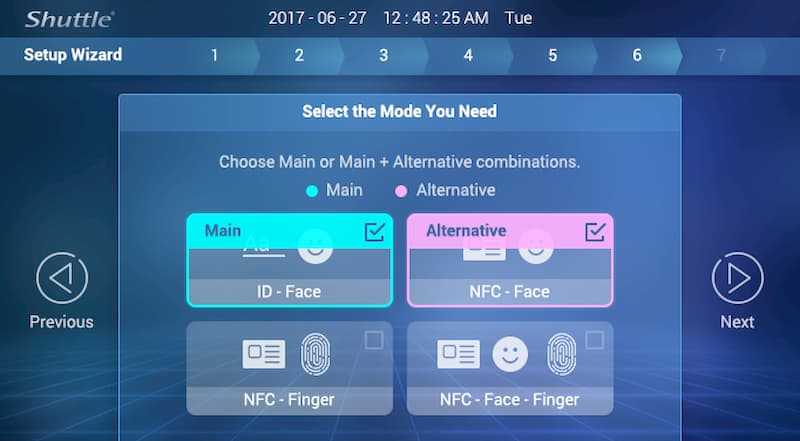 Shuttle® 2017 - 06 - 27 12 : 48 : 25 AM Tue
Setup Wizard 1 2 3 4 5 6 7
Select the Mode You Need
Choose Main or Main + Alternative combinations.
Main Alternative
Main Alternative
Aa
ID - Face NFC - Face
Previous Next
NFC - Finger NFC - Face - Finger